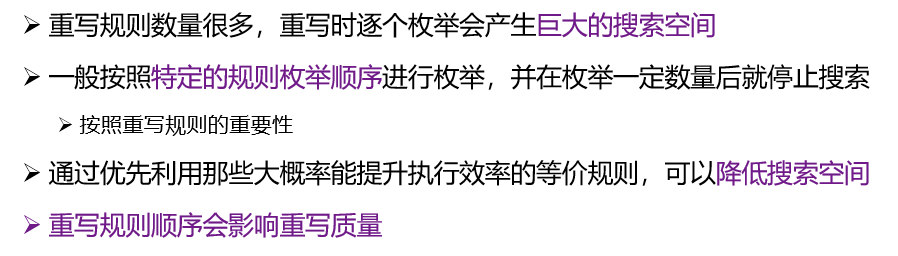 ➢ 重写规则数量很多，重写时逐个枚举会产生巨大的搜索空间
➢ 一般按照特定的规则枚举顺序进行枚举，并在枚举一定数量后就停止搜索
➢ 按照重写规则的重要性
➢ 通过优先利用那些大概率能提升执行效率的等价规则，可以降低搜索空间
➢ 重写规则顺序会影响重写质量